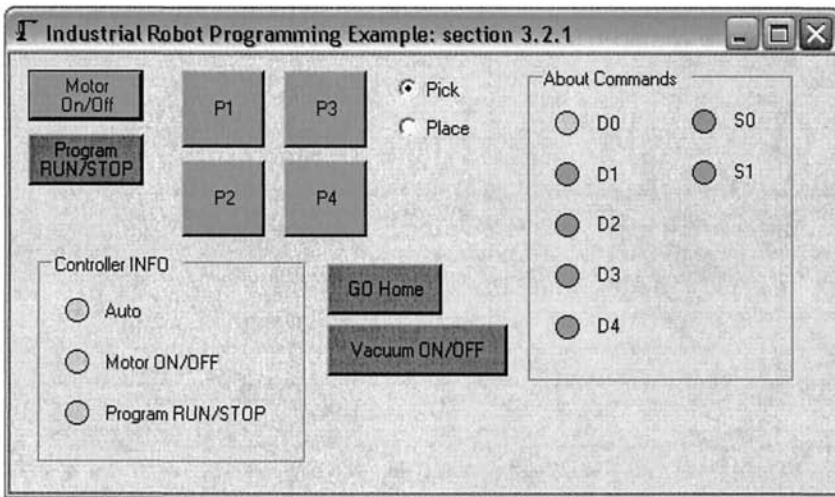 Industrial Robot Programming Example: section 3.2.1
Motor
On/Off
Program
RUN/STOP
P1
P3
P2
P4
Pick
Place
About Commands
D0
S0
D1
S1
D2
D3
D4
Controller INFO
Auto
Motor ON/OFF
Program RUN/STOP
GO Home
Vacuum ON/OFF